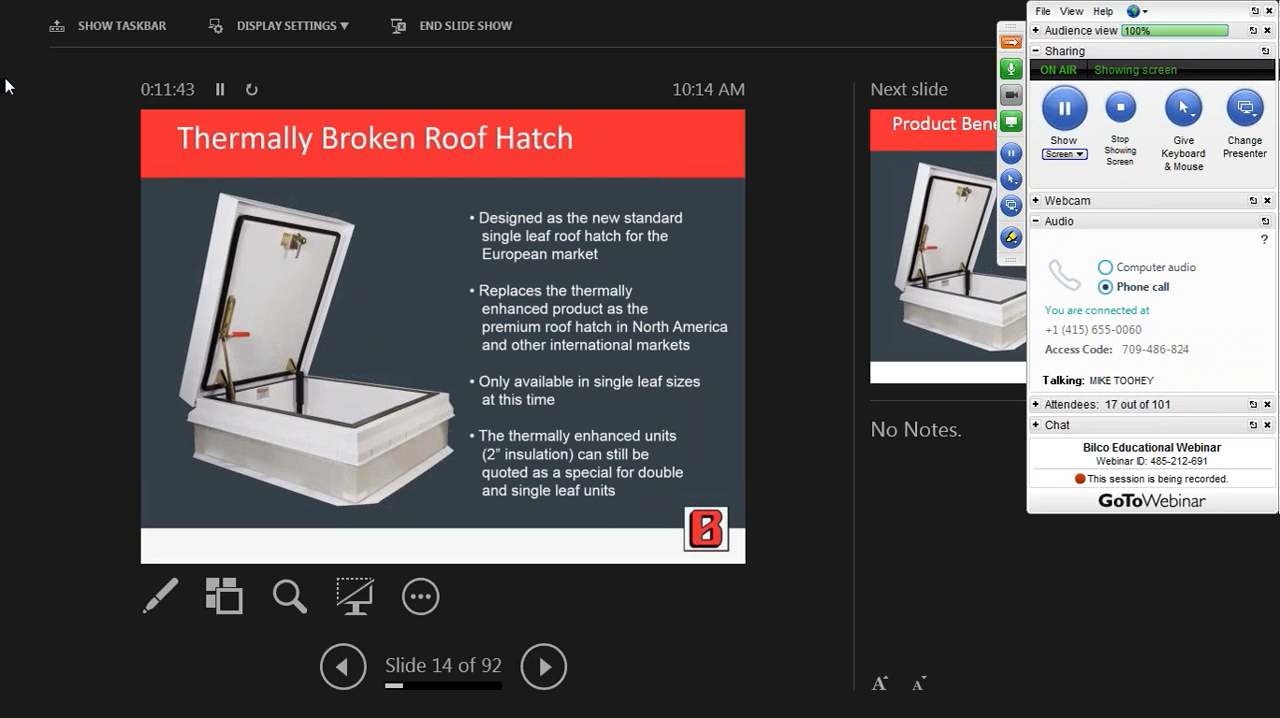 SHOW TASKBAR
DISPLAY SETTINGS ▼
END SLIDE SHOW
0:11:43
10:14 AM
Thermally Broken Roof Hatch
• Designed as the new standard
single leaf roof hatch for the
European market
• Replaces the thermally
enhanced product as the
premium roof hatch in North America
and other international markets
• Only available in single leaf sizes
at this time
• The thermally enhanced units
(2” insulation) can still be
quoted as a special for double
and single leaf units
B
Slide 14 of 92
Next slide
Product Bene
No Notes.
A A
File View Help
Audience view 100%
Sharing
ON AIR Showing screen
Show
Screen
Stop
Showing
Screen
Give
Keyboard
& Mouse
Change
Presenter
Webcam
Audio
?
Computer audio
Phone call
You are connected at
+1 (415) 655-0060
Access Code: 709-486-824
Talking: MIKE TOOHEY
Attendees: 17 out of 101
Chat
Bilco Educational Webinar
Webinar ID: 485-212-691
This session is being recorded.
GoToWebinar